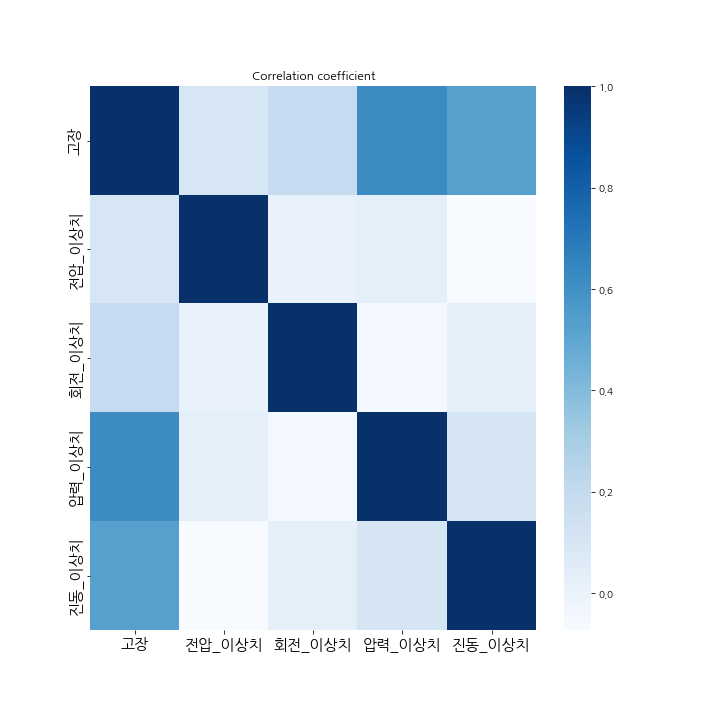 Correlation coefficient
고장
전압_이상치
회전_이상치
압력_이상치
진동_이상치
고장 전압_이상치 회전_이상치 압력_이상치 진동_이상치
1,0
0,8
0,6
0,4
0,2
0,0